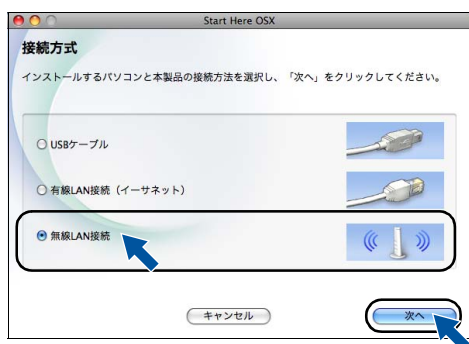 Start Here OSX
接続方式
インストールするパソコンと本製品の接続方法を選択し、「次へ」をクリックしてください。
USBケーブル
有線LAN接続（イーサネット）
無線LAN接続
キャンセル
次へ